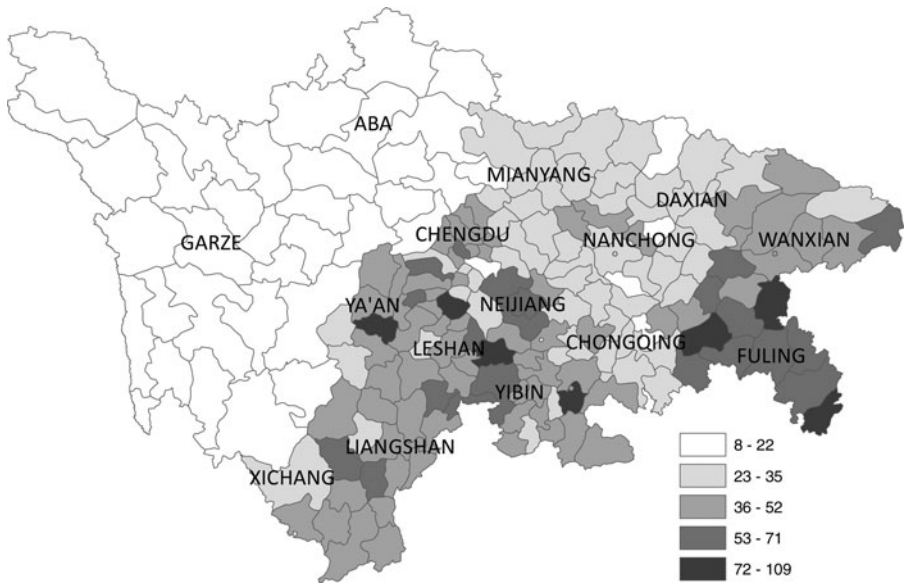 ABA
MIANYANG
DAXIAN
GARZE
CHENGDU
NANCHONG
WANXIAN
YA'AN
NEIJIANG
LESHAN
CHONGQING
FULING
YIBIN
LIANGSHAN
XICHANG
8 - 22
23 - 35
36 - 52
53 - 71
72 - 109